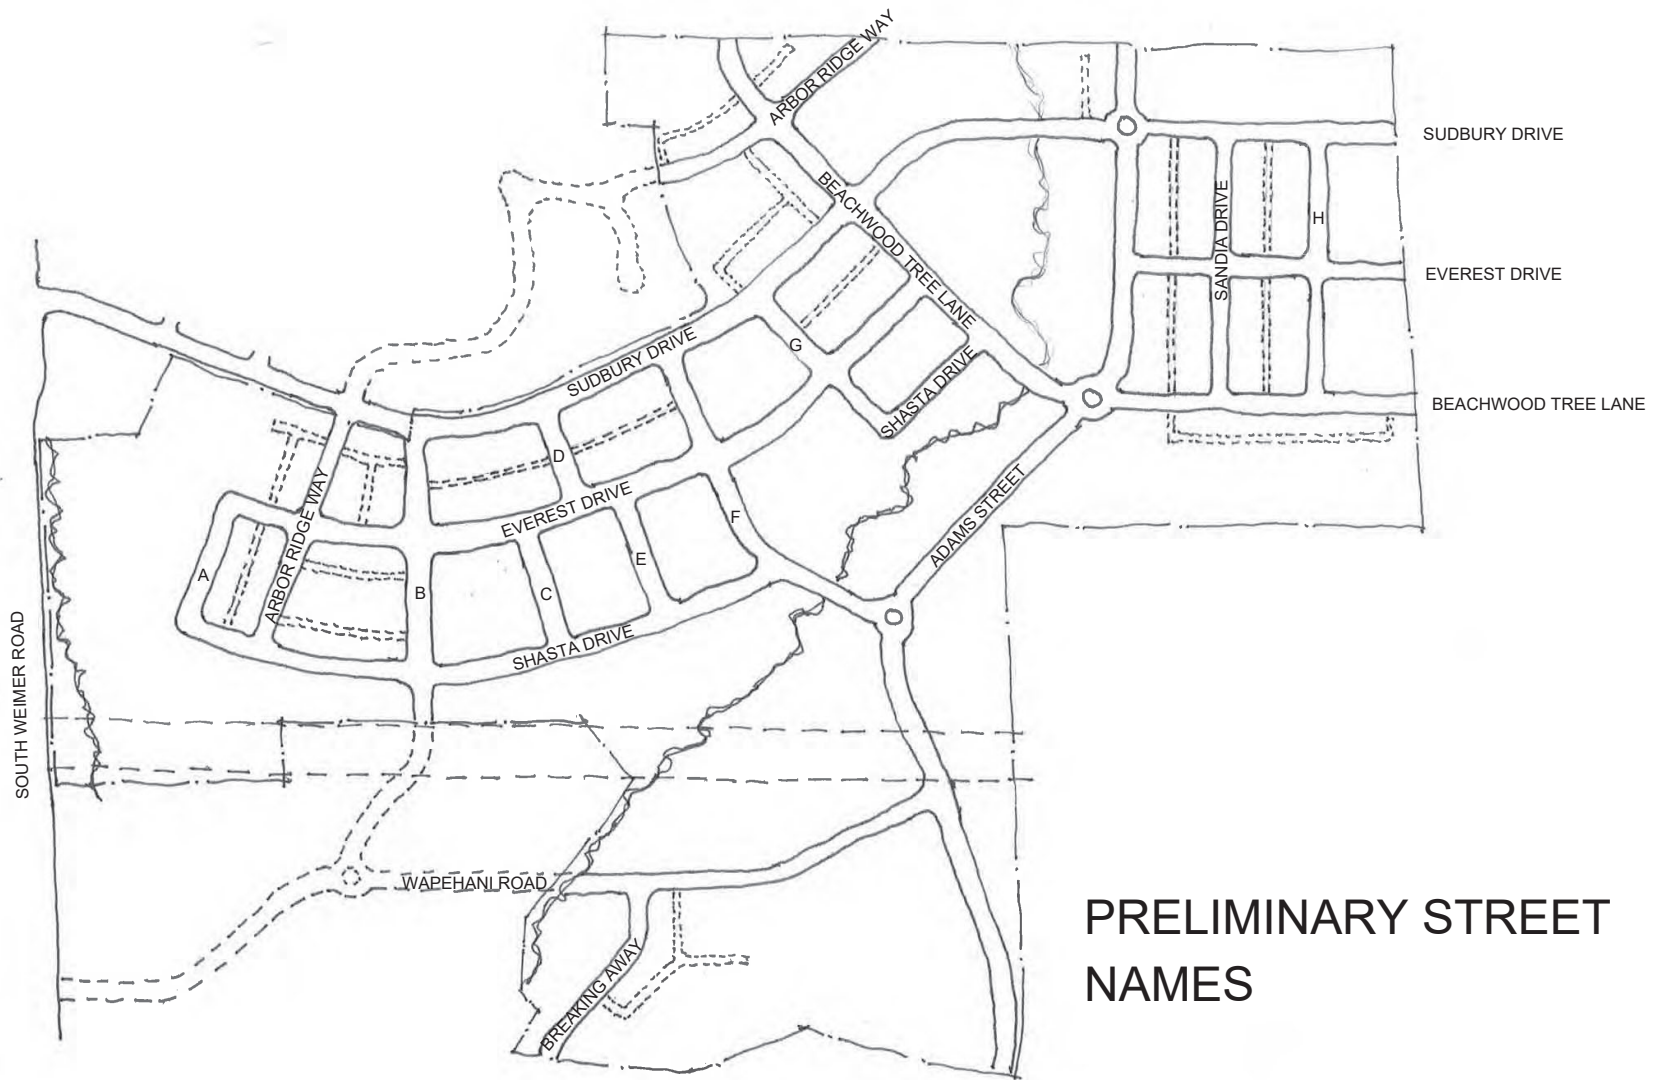 ARBOR RIDGE WAY
SUDBURY DRIVE
BEACHWOOD TREE LANE
SANDIA DRIVE
H
EVEREST DRIVE
SUDBURY DRIVE
G
SHASTA DRIVE
BEACHWOOD TREE LANE
D
EVEREST DRIVE
ARBOR RIDGE WAY
F
ADAMS STREET
A
B
C
E
SHASTA DRIVE
SOUTH WEIMER ROAD
WAPEHANI ROAD
BREAKING AWAY
PRELIMINARY STREET
NAMES